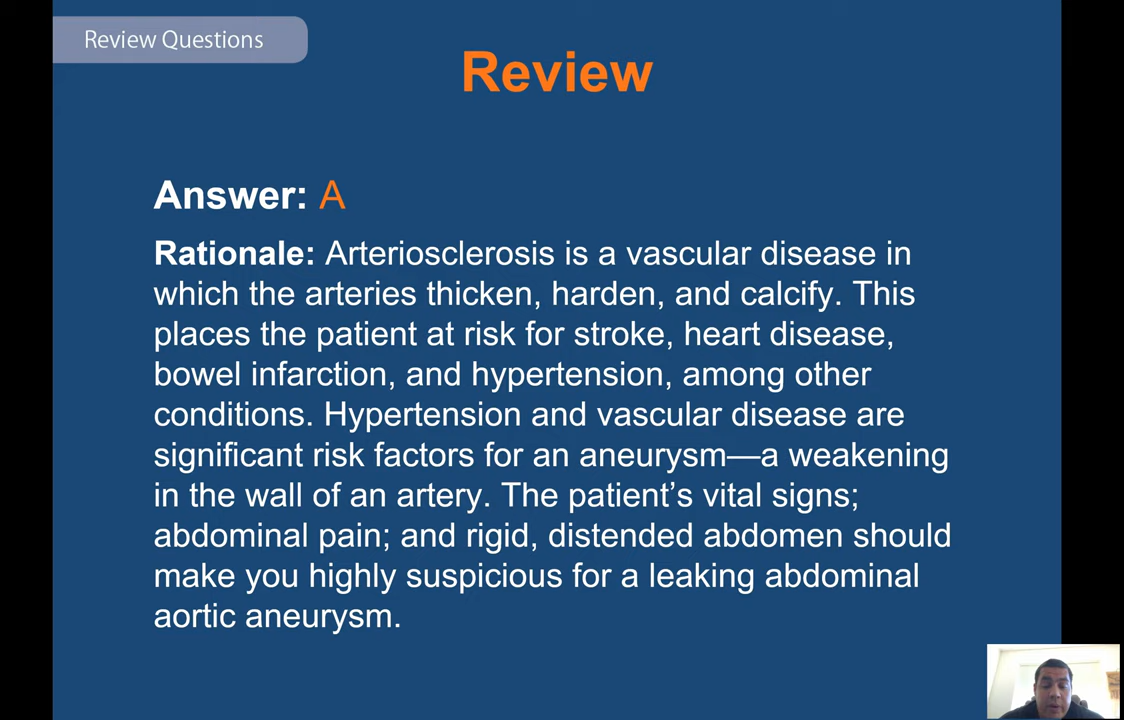 Review Questions
Review
Answer: A
Rationale: Arteriosclerosis is a vascular disease in
which the arteries thicken, harden, and calcify. This
places the patient at risk for stroke, heart disease,
bowel infarction, and hypertension, among other
conditions. Hypertension and vascular disease are
significant risk factors for an aneurysm—a weakening
in the wall of an artery. The patient’s vital signs;
abdominal pain; and rigid, distended abdomen should
make you highly suspicious for a leaking abdominal
aortic aneurysm.